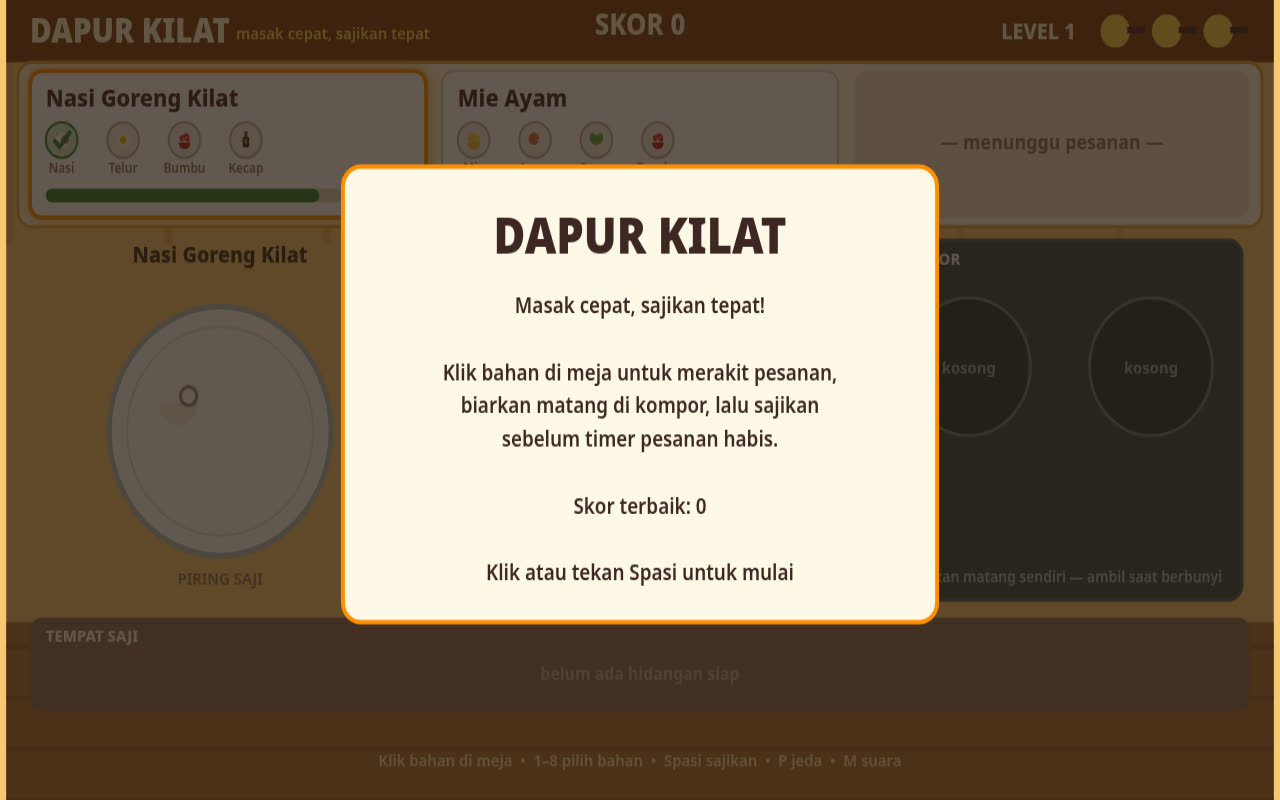 DAPUR KILAT masak cepat, sajikan tepat
SKOR 0
LEVEL 1
Nasi Goreng Kilat
Nasi Telur Bumbu Kecap
Mie Ayam
— menunggu pesanan —
Nasi Goreng Kilat
PIRING SAJI
DAPUR KILAT
Masak cepat, sajikan tepat!
Klik bahan di meja untuk merakit pesanan,
biarkan matang di kompor, lalu sajikan
sebelum timer pesanan habis.
Skor terbaik: 0
Klik atau tekan Spasi untuk mulai
kosong
kosong
matang sendiri — ambil saat berbunyi
TEMPAT SAJI
belum ada hidangan siap
Klik bahan di meja • 1–8 pilih bahan • Spasi sajikan • P jeda • M suara